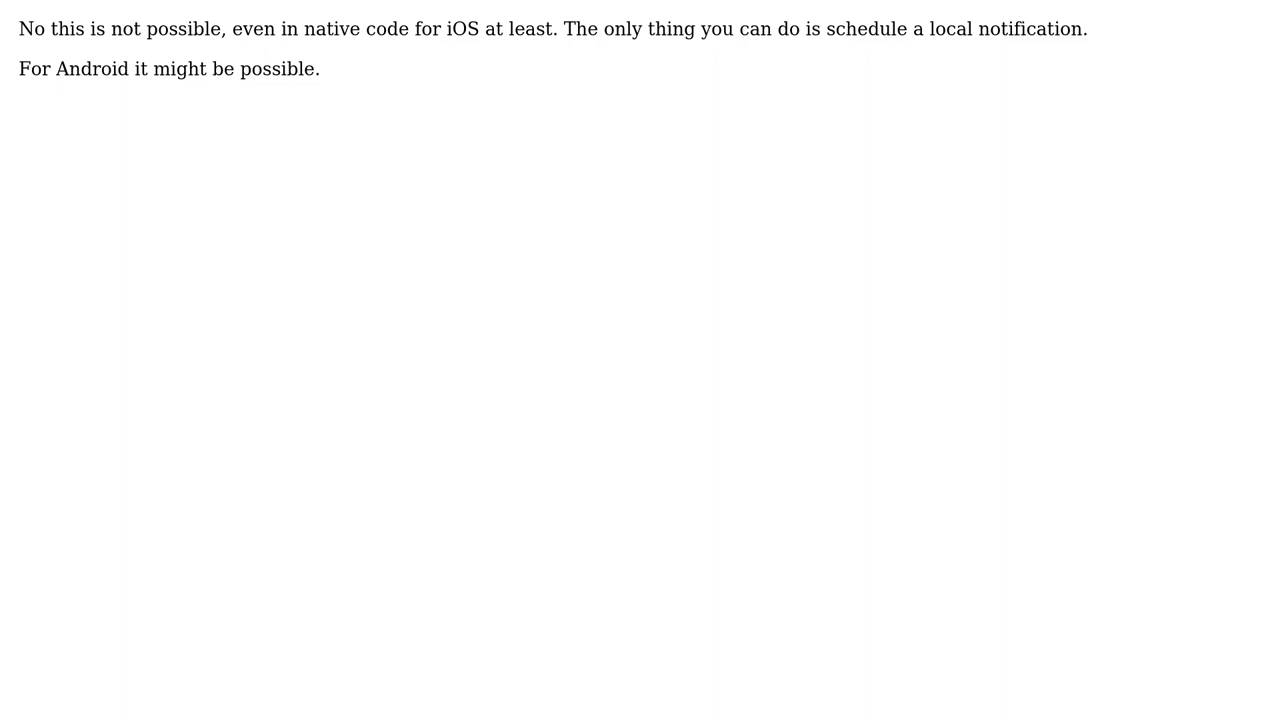 No this is not possible, even in native code for iOS at least. The only thing you can do is schedule a local notification.
For Android it might be possible.